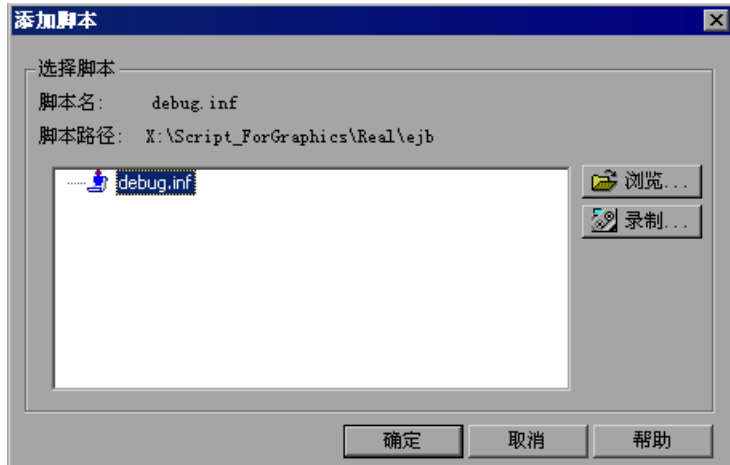 添加脚本
选择脚本
脚本名: debug.inf
脚本路径: X:\Script_ForGraphics\Real\ejb
debug.inf
浏览...
录制...
确定 取消 帮助